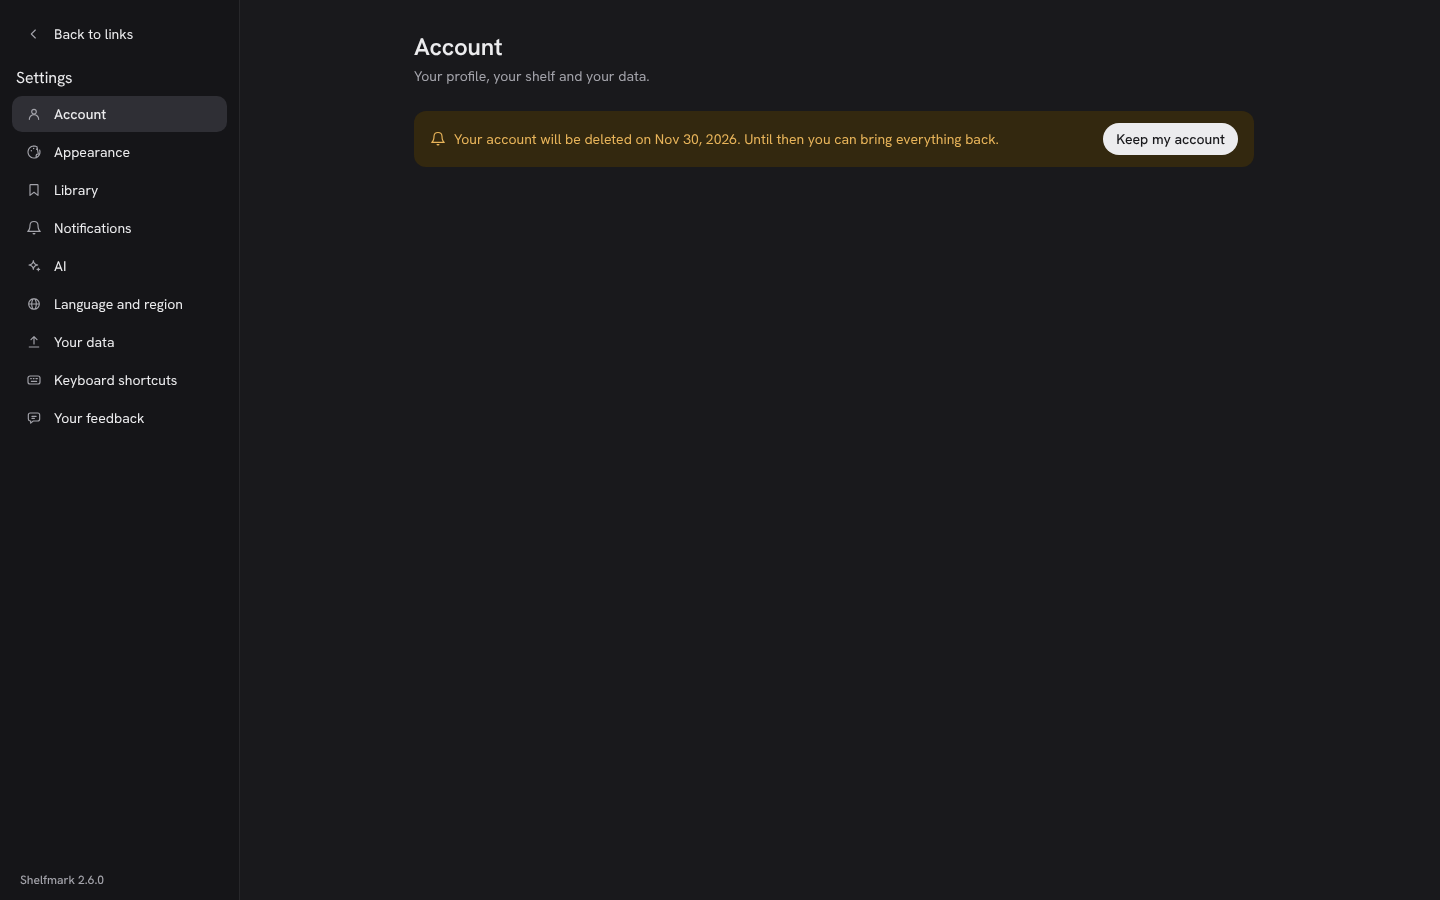 Back to links
Settings
Account
Appearance
Library
Notifications
AI
Language and region
Your data
Keyboard shortcuts
Your feedback
Shelfmark 2.6.0
Account
Your profile, your shelf and your data.
Your account will be deleted on Nov 30, 2026. Until then you can bring everything back.
Keep my account